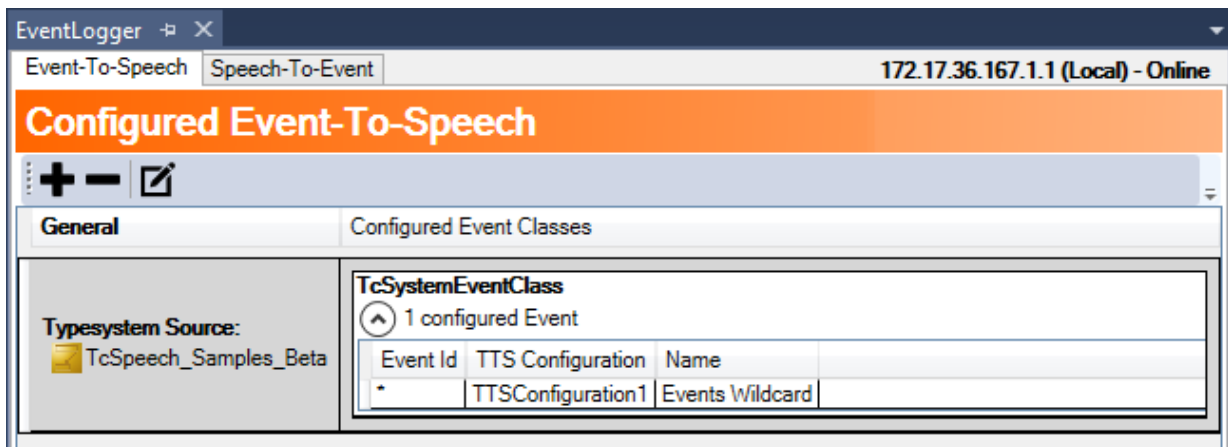 EventLogger
Event-To-Speech Speech-To-Event 172.17.36.167.1.1 (Local) - Online
Configured Event-To-Speech
General Configured Event Classes
TcSystemEventClass
1 configured Event
Typesystem Source:
TcSpeech_Samples_Beta
Event Id TTS Configuration Name
* TTSConfiguration1 Events Wildcard